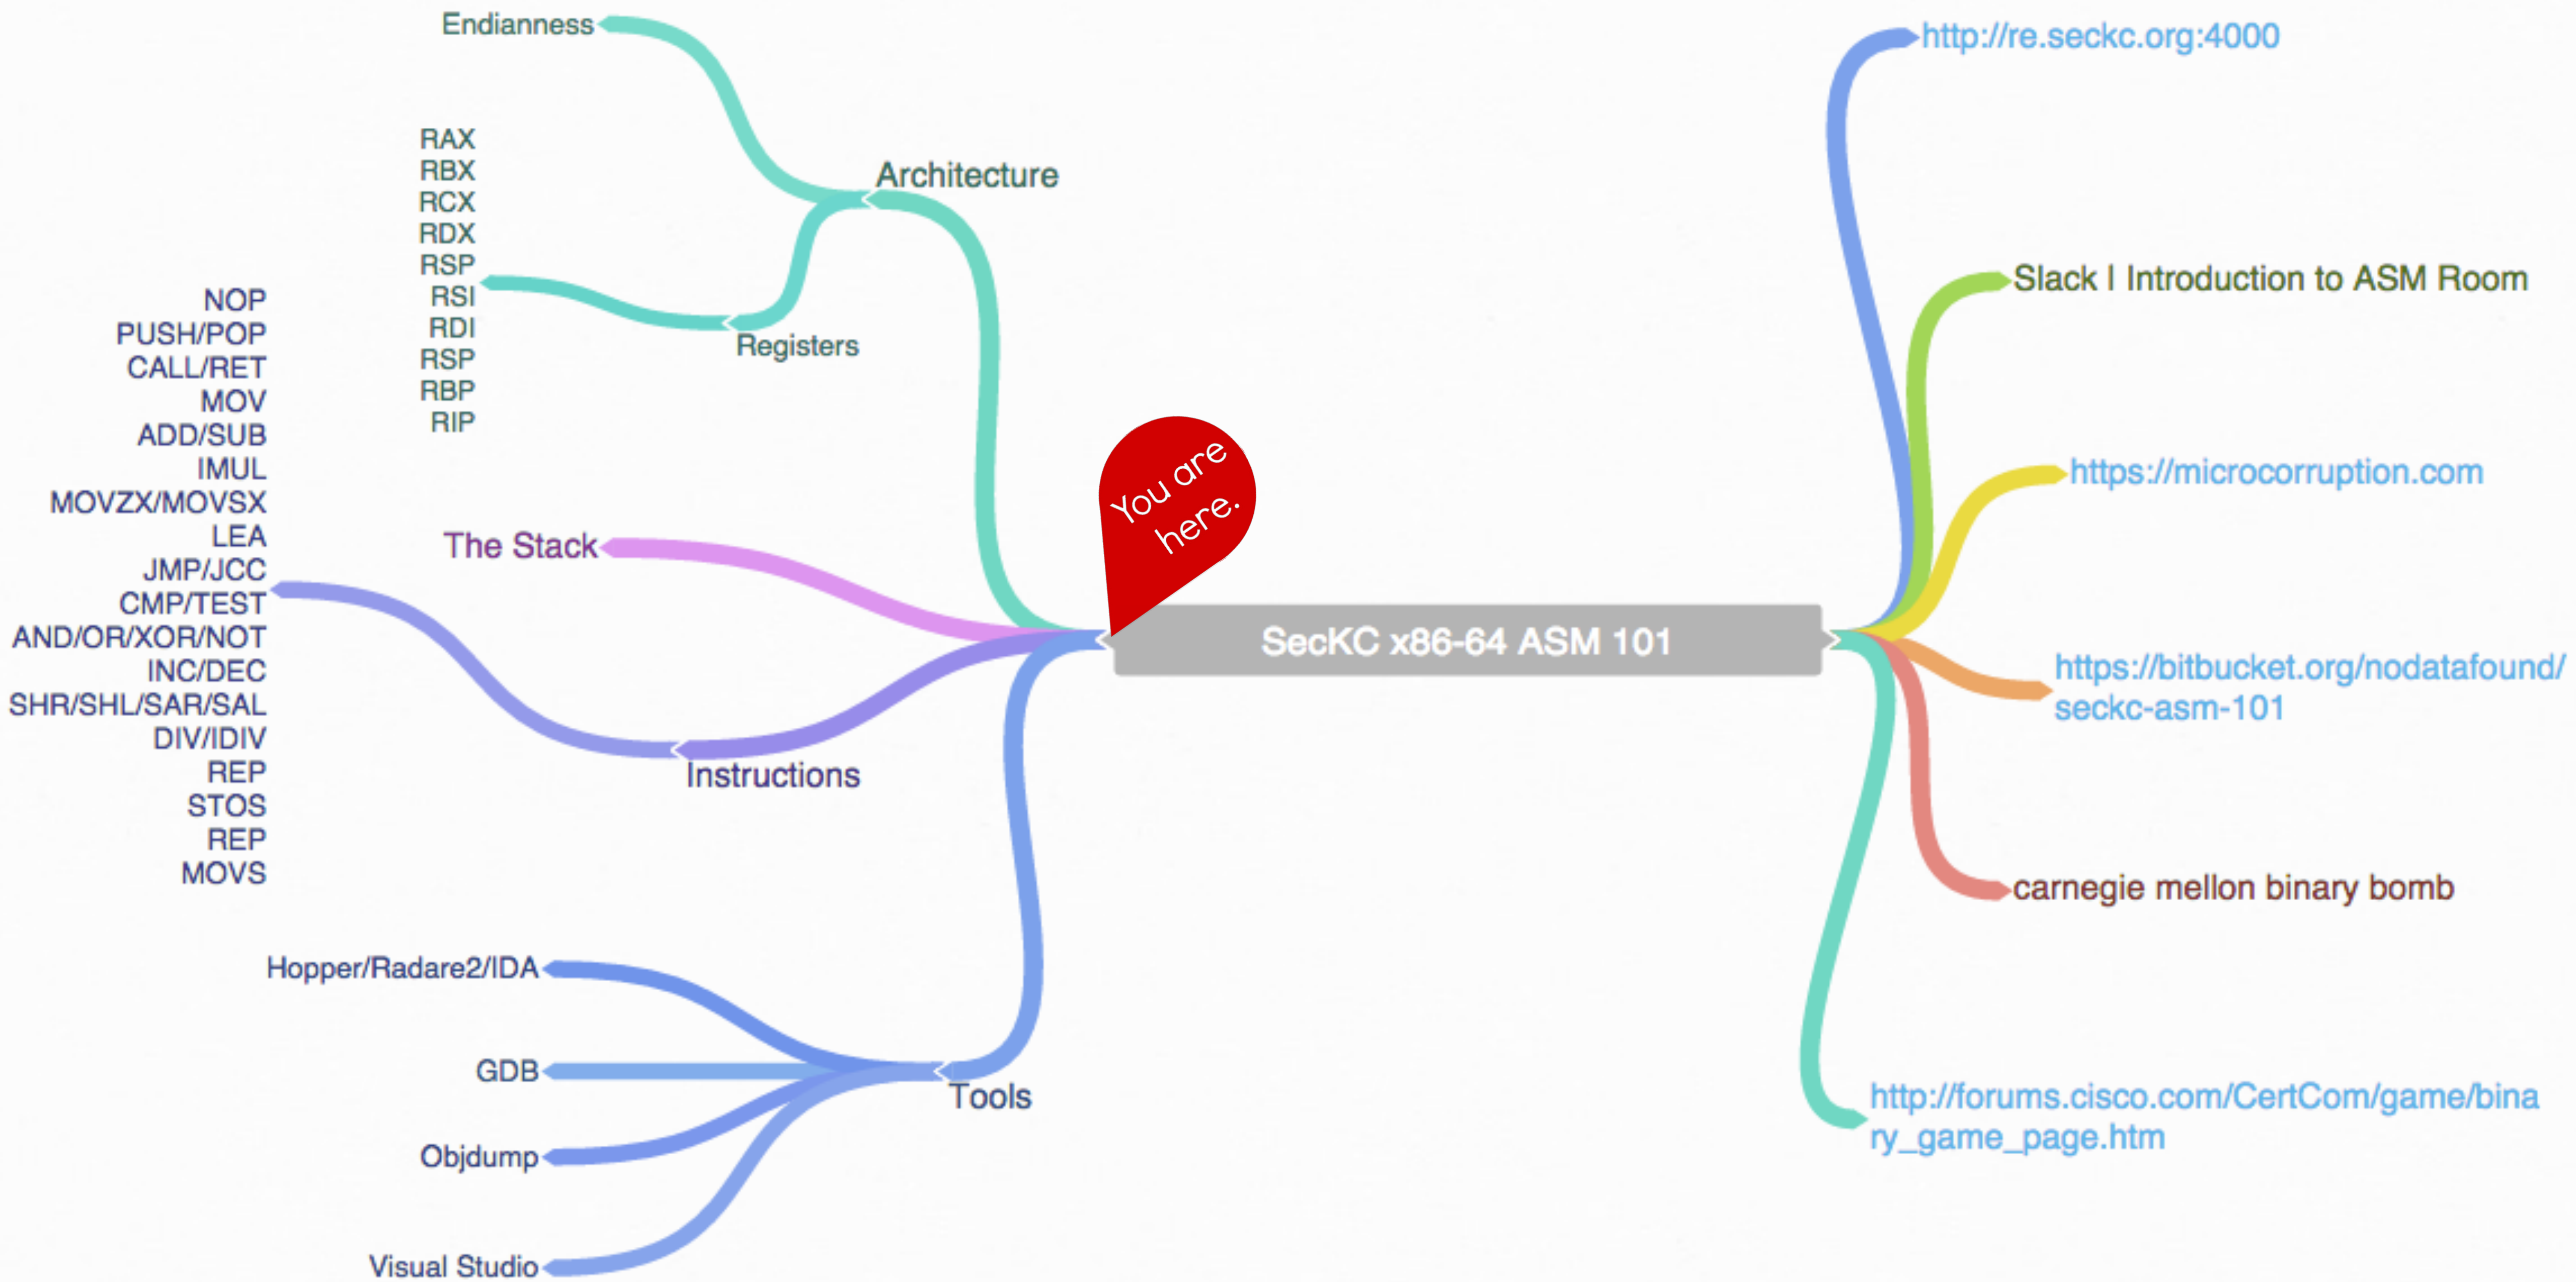 Endianness
RAX
RBX
RCX
RDX
RSP
RSI
RDI
RSP
RBP
RIP
Architecture
Registers
NOP
PUSH/POP
CALL/RET
MOV
ADD/SUB
IMUL
MOVZX/MOVSX
LEA
JMP/JCC
CMP/TEST
AND/OR/XOR/NOT
INC/DEC
SHR/SHL/SAR/SAL
DIV/IDIV
REP
STOS
REP
MOVS
The Stack
Instructions
Hopper/Radare2/IDA
GDB
Objdump
Visual Studio
Tools
You are
here.
SecKC x86-64 ASM 101
http://re.seckc.org:4000
Slack | Introduction to ASM Room
https://microcorruption.com
https://bitbucket.org/nodatafound/
seckc-asm-101
carnegie mellon binary bomb
http://forums.cisco.com/CertCom/game/bina
ry_game_page.htm